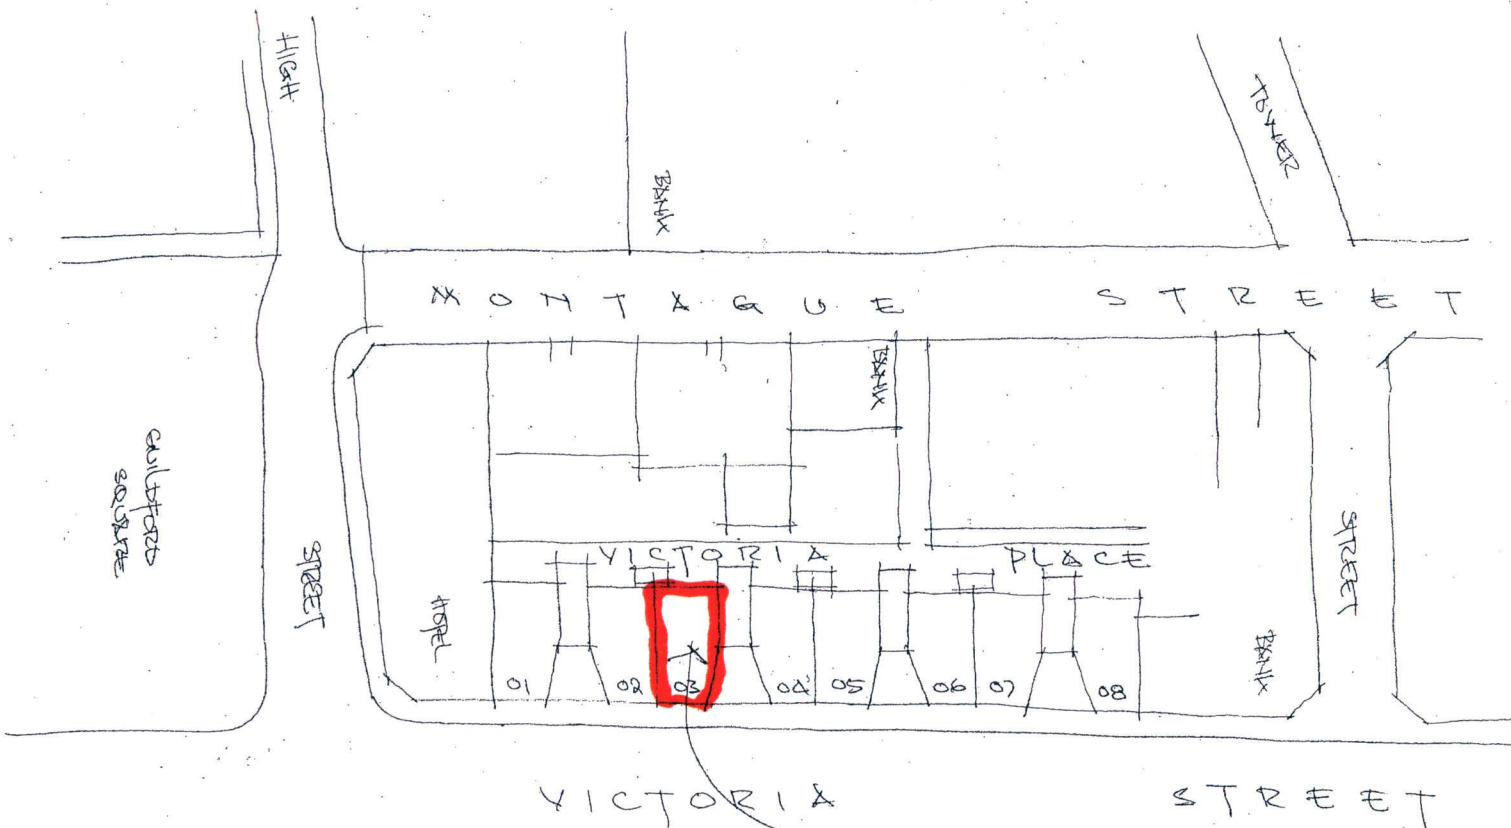 HIGH
TOWER
BANK
MONTAGUE STREET
BANK
GUILDFORD
SQUARE
STREET
HOTEL
VICTORIA PLACE
STREET
BANK
01
02
03
04
05
06
07
08
VICTORIA STREET